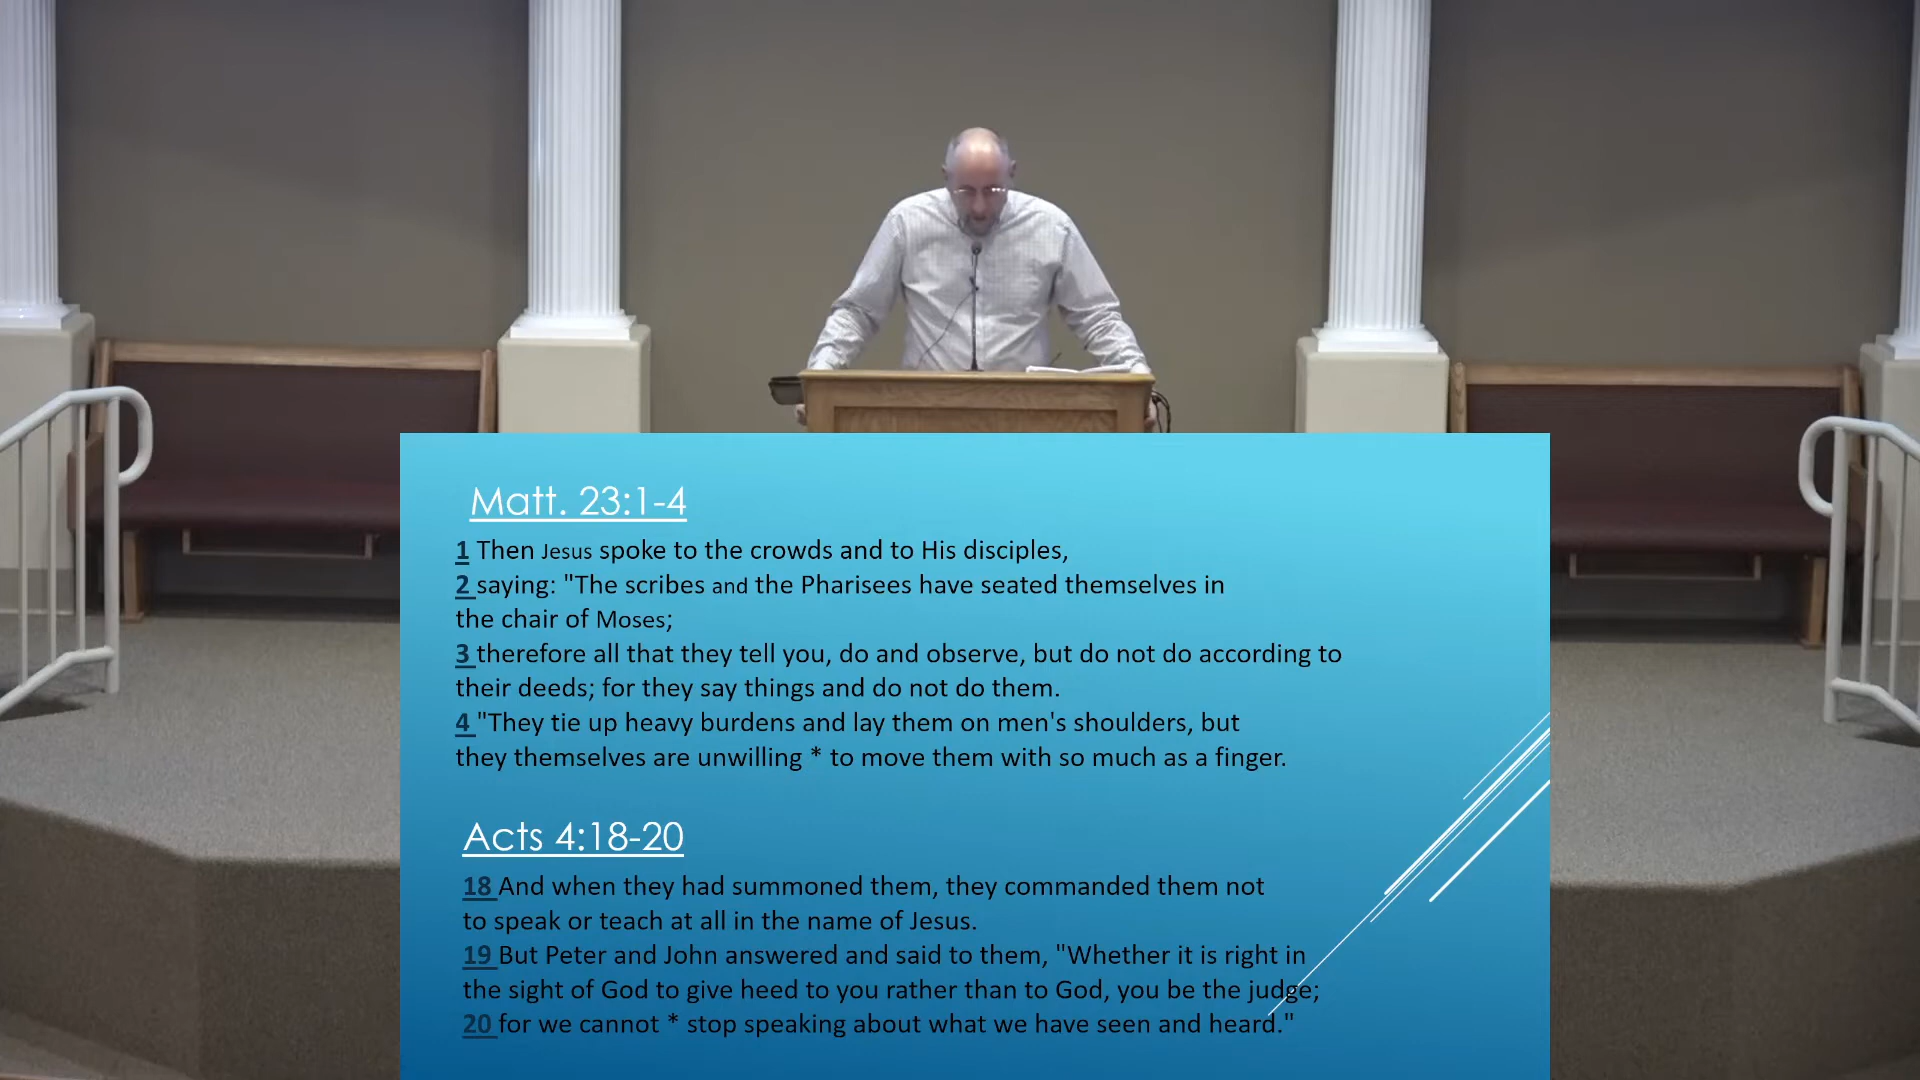 Matt. 23:1-4
1 Then Jesus spoke to the crowds and to His disciples,
2 saying: "The scribes and the Pharisees have seated themselves in
the chair of Moses;
3 therefore all that they tell you, do and observe, but do not do according to
their deeds; for they say things and do not do them.
4 "They tie up heavy burdens and lay them on men's shoulders, but
they themselves are unwilling * to move them with so much as a finger.
Acts 4:18-20
18 And when they had summoned them, they commanded them not
to speak or teach at all in the name of Jesus.
19 But Peter and John answered and said to them, "Whether it is right in
the sight of God to give heed to you rather than to God, you be the judge;
20 for we cannot * stop speaking about what we have seen and heard."